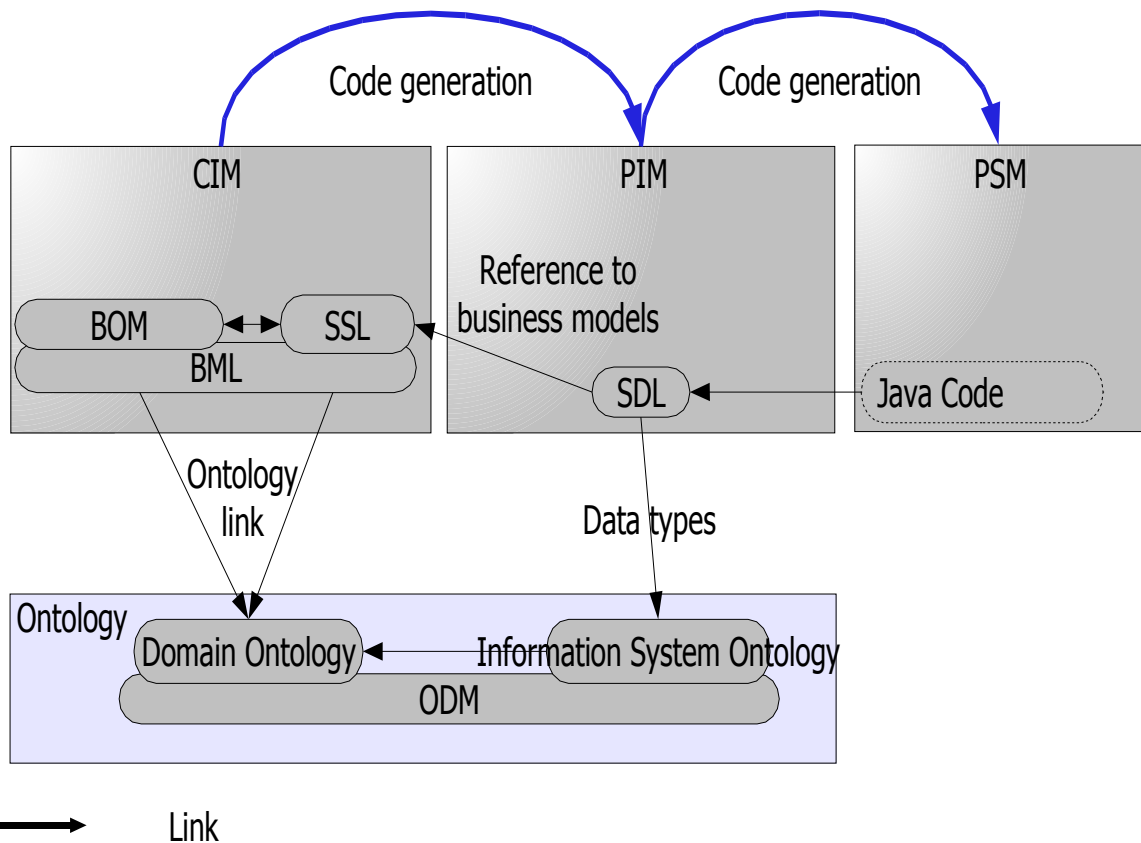 Code generation
Code generation
CIM
PIM
PSM
Reference to
business models
BOM
SSL
BML
SDL
Java Code
Ontology
link
Data types
Ontology
Domain Ontology
Information System Ontology
ODM
Link